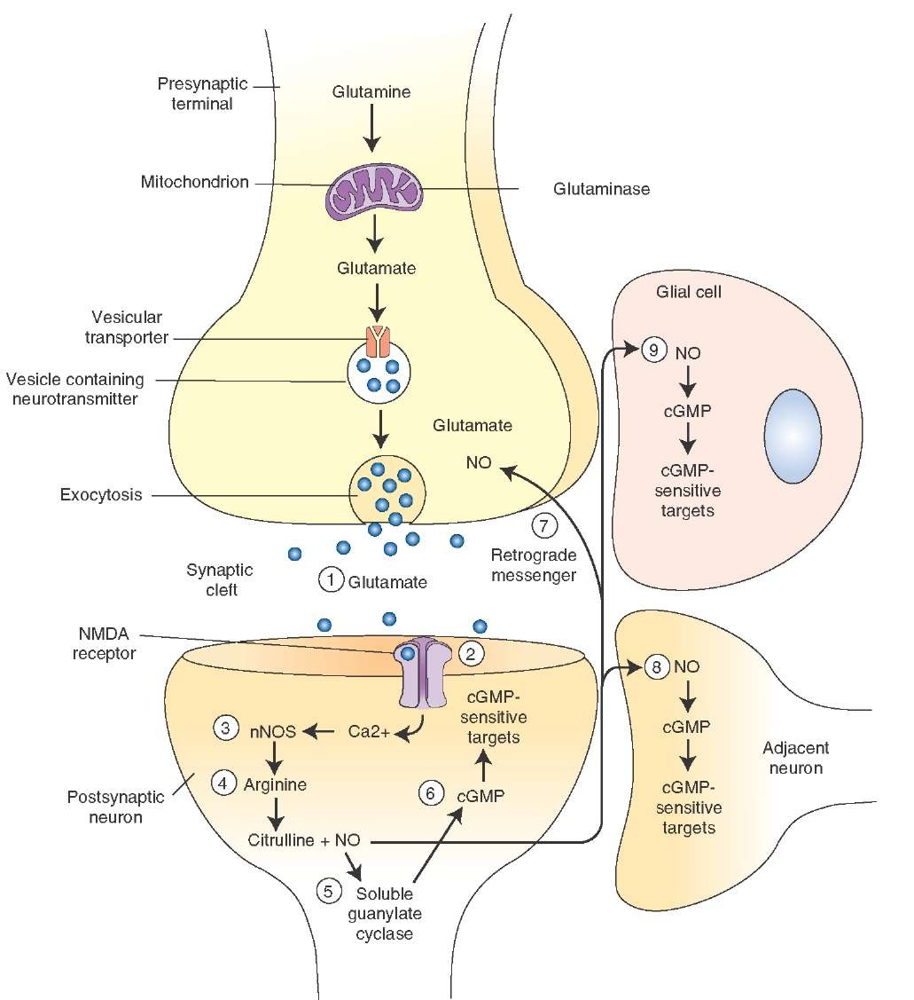 Presynaptic
terminal
Glutamine
Mitochondrion
Glutaminase
Glutamate
Vesicular
transporter
Vesicle containing
neurotransmitter
Glutamate
NO
Exocytosis
7
Retrograde
messenger
Synaptic
cleft
1 Glutamate
NMDA
receptor
2
cGMP-
sensitive
targets
3 nNOS
Ca2+
4 Arginine
6 cGMP
Postsynaptic
neuron
Citrulline + NO
5 Soluble
guanylate
cyclase
Glial cell
9 NO
cGMP
cGMP-
sensitive
targets
8 NO
cGMP
cGMP-
sensitive
targets
Adjacent
neuron